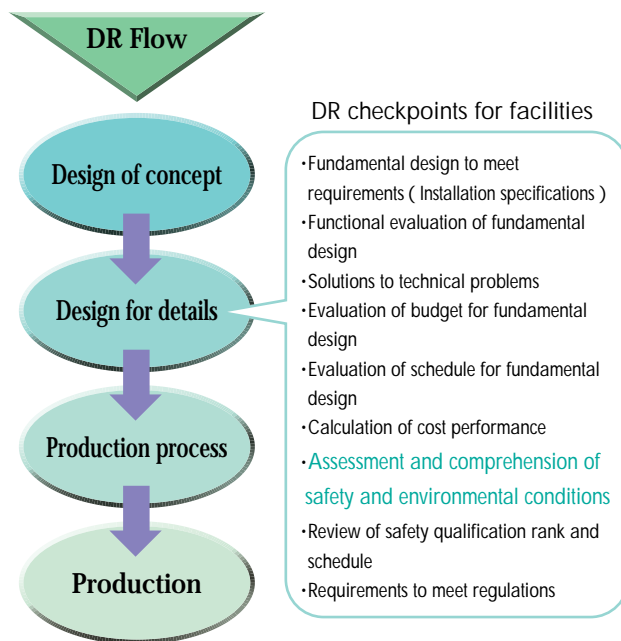 DR Flow
Design of concept
Design for details
Production process
Production
DR checkpoints for facilities
・Fundamental design to meet
requirements ( Installation specifications )
・Functional evaluation of fundamental
design
・Solutions to technical problems
・Evaluation of budget for fundamental
design
・Evaluation of schedule for fundamental
design
・Calculation of cost performance
・Assessment and comprehension of
safety and environmental conditions
・Review of safety qualification rank and
schedule
・Requirements to meet regulations